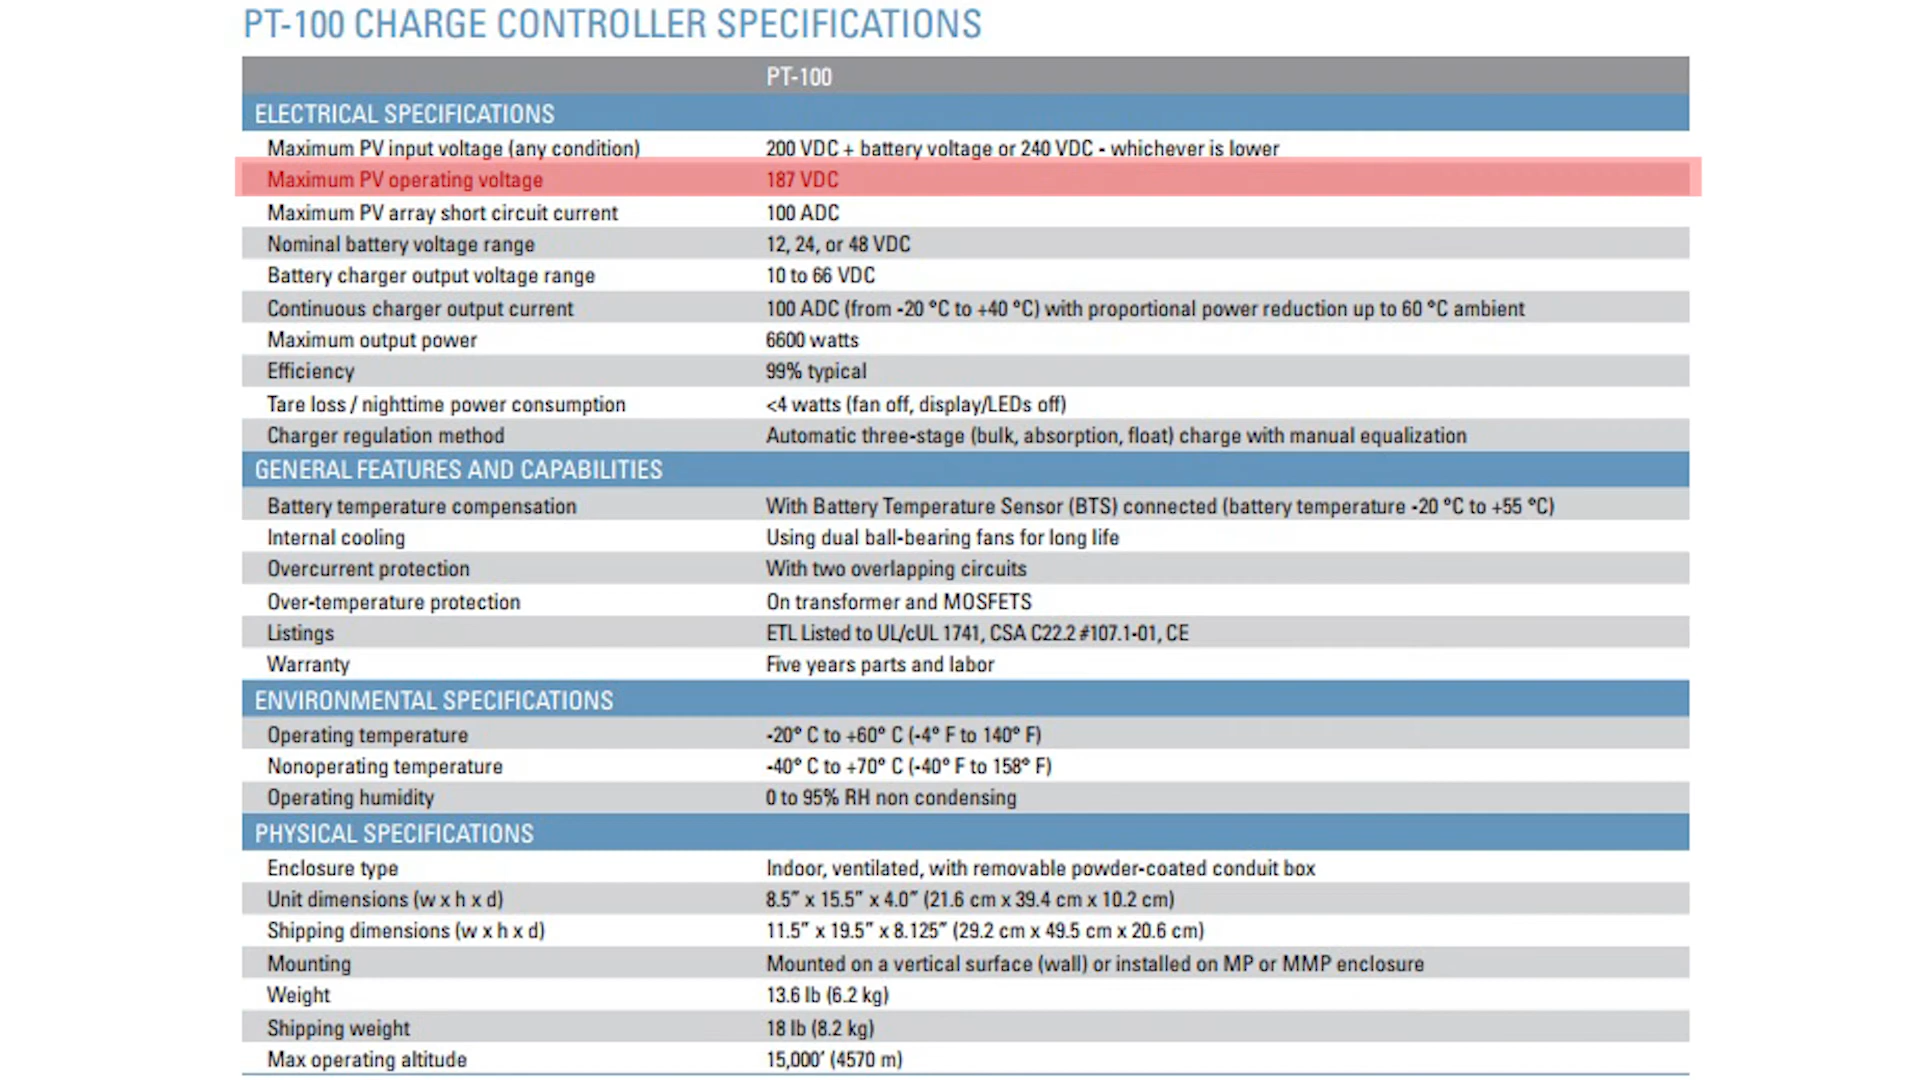 PT-100 CHARGE CONTROLLER SPECIFICATIONS
PT-100
ELECTRICAL SPECIFICATIONS
Maximum PV input voltage (any condition) 200 VDC + battery voltage or 240 VDC - whichever is lower
Maximum PV operating voltage 187 VDC
Maximum PV array short circuit current 100 ADC
Nominal battery voltage range 12, 24, or 48 VDC
Battery charger output voltage range 10 to 66 VDC
Continuous charger output current 100 ADC (from -20 °C to +40 °C) with proportional power reduction up to 60 °C ambient
Maximum output power 6600 watts
Efficiency 99% typical
Tare loss / nighttime power consumption <4 watts (fan off, display/LEDs off)
Charger regulation method Automatic three-stage (bulk, absorption, float) charge with manual equalization
GENERAL FEATURES AND CAPABILITIES
Battery temperature compensation With Battery Temperature Sensor (BTS) connected (battery temperature -20 °C to +55 °C)
Internal cooling Using dual ball-bearing fans for long life
Overcurrent protection With two overlapping circuits
Over-temperature protection On transformer and MOSFETS
Listings ETL Listed to UL/cUL 1741, CSA C22.2 #107.1-01, CE
Warranty Five years parts and labor
ENVIRONMENTAL SPECIFICATIONS
Operating temperature -20° C to +60° C (-4° F to 140° F)
Nonoperating temperature -40° C to +70° C (-40° F to 158° F)
Operating humidity 0 to 95% RH non condensing
PHYSICAL SPECIFICATIONS
Enclosure type Indoor, ventilated, with removable powder-coated conduit box
Unit dimensions (w x h x d) 8.5” x 15.5” x 4.0” (21.6 cm x 39.4 cm x 10.2 cm)
Shipping dimensions (w x h x d) 11.5” x 19.5” x 8.125” (29.2 cm x 49.5 cm x 20.6 cm)
Mounting Mounted on a vertical surface (wall) or installed on MP or MMP enclosure
Weight 13.6 lb (6.2 kg)
Shipping weight 18 lb (8.2 kg)
Max operating altitude 15,000’ (4570 m)